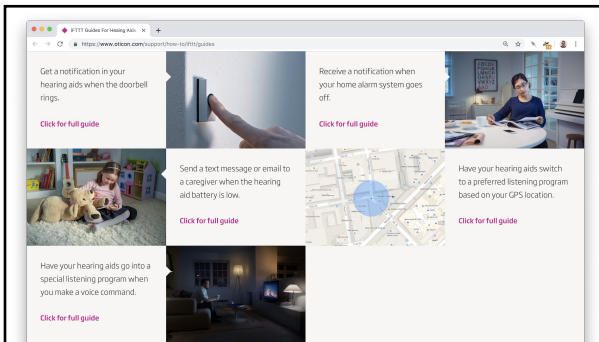 IFTTT Guides For Hearing Aids
https://www.oticon.com/support/how-to/ifttt/guides
Get a notification in your
hearing aids when the doorbell
rings.
Click for full guide
Receive a notification when
your home alarm system goes
off.
Click for full guide
Send a text message or email to
a caregiver when the hearing
aid battery is low.
Click for full guide
Have your hearing aids switch
to a preferred listening program
based on your GPS location.
Click for full guide
Have your hearing aids go into a
special listening program when
you make a voice command.
Click for full guide